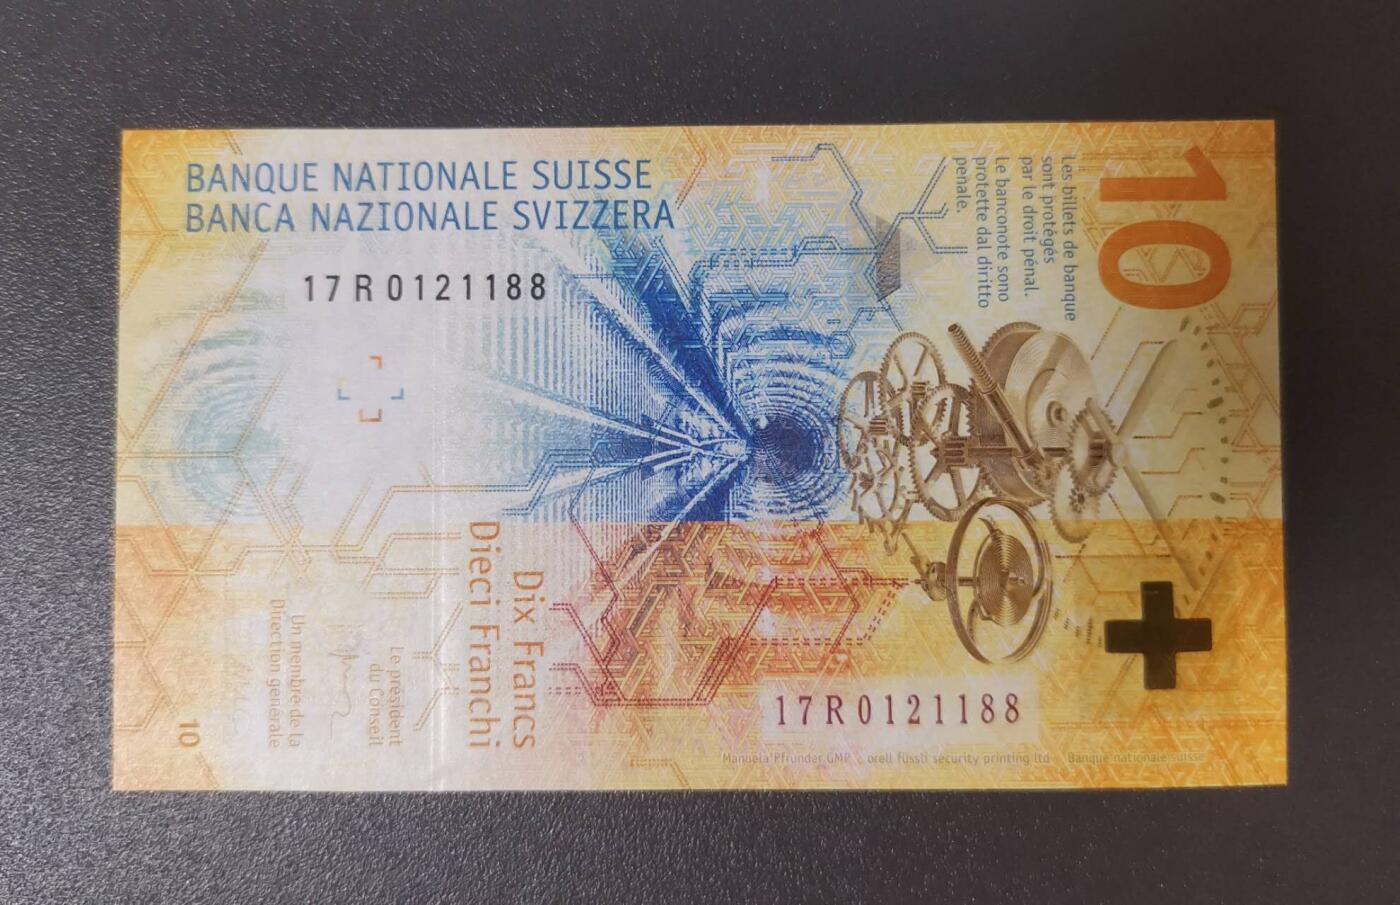 BANQUE NATIONALE SUISSE
BANCA NAZIONALE SVIZZERA
17R0121188
10
Les billets de banque
sont protégés
par le droit pénal.
Le banconote sono
protette dal diritto
penale.
Dix Francs
Dieci Franchi
Le président
du Conseil
Un membre de la
Direction générale
10
17R0121188
Manuela Pfrunder GMP orell füssli security printing ltd Banque nationale suisse